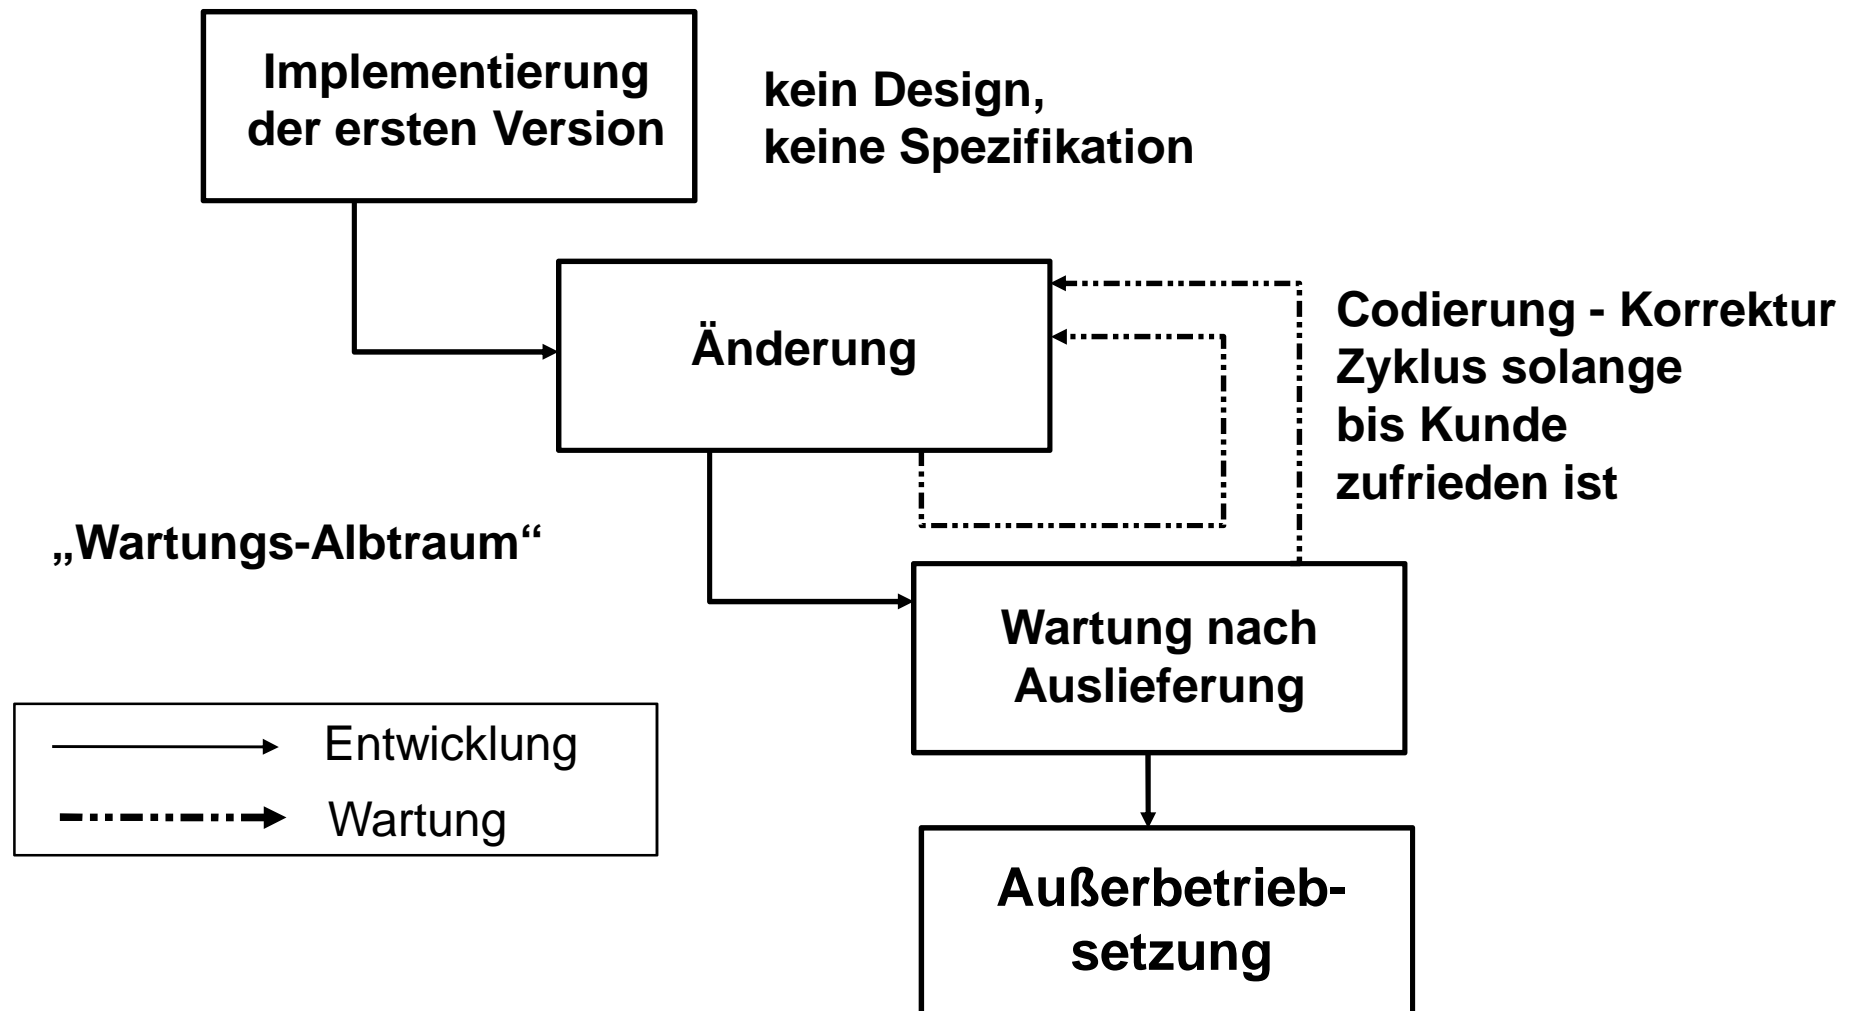 Implementierung
der ersten Version
kein Design,
keine Spezifikation
Änderung
Codierung - Korrektur
Zyklus solange
bis Kunde
zufrieden ist
„Wartungs-Albtraum“
Wartung nach
Auslieferung
Entwicklung
Wartung
Außerbetrieb-
setzung